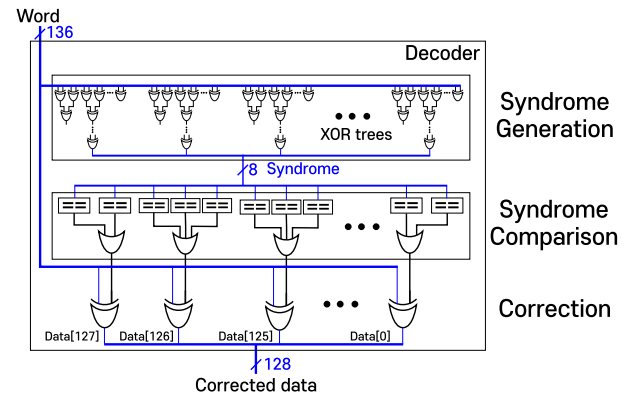 Word
136
Decoder
Syndrome
Generation
XOR trees
8 Syndrome
Syndrome
Comparison
Correction
Data[127] Data[126] Data[125] Data[0]
128
Corrected data